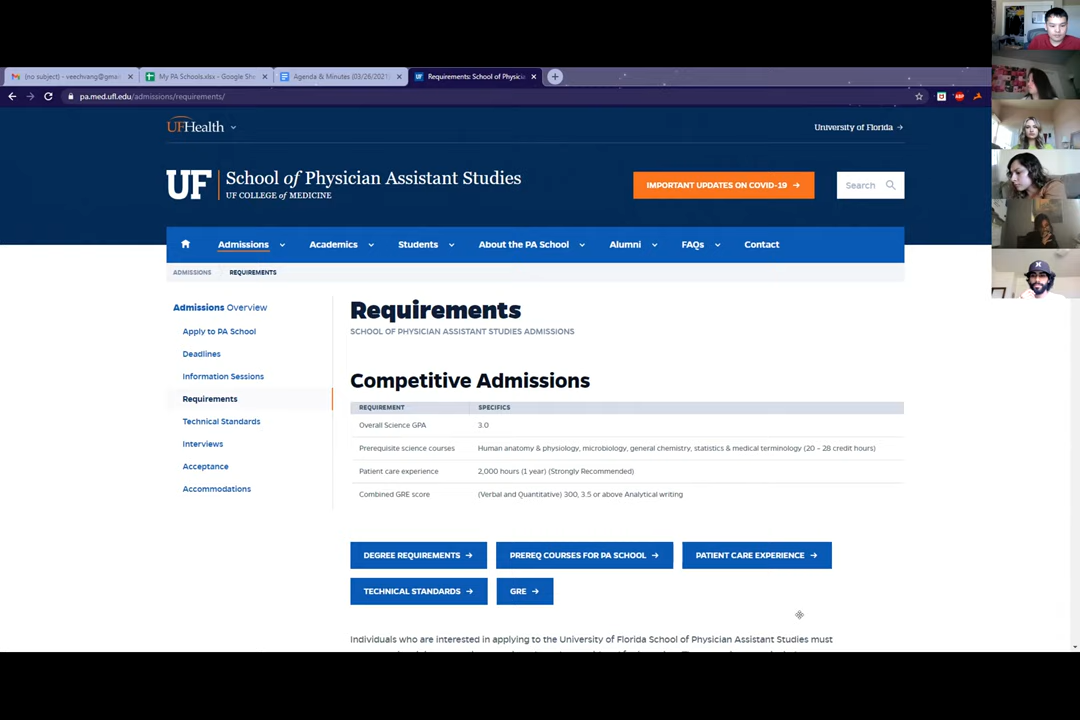 (no subject) - veechvang@gma
My PA Schools.xlsx - Google She
Agenda & Minutes (03/26/2021)
Requirements: School of Physicia
pa.med.ufl.edu/admissions/requirements/
ABP
UFHealth
University of Florida →
UF School of Physician Assistant Studies
UF COLLEGE of MEDICINE
IMPORTANT UPDATES ON COVID-19 →
Search
Admissions Academics Students About the PA School Alumni FAQs Contact
ADMISSIONS REQUIREMENTS
Admissions Overview
Apply to PA School
Deadlines
Information Sessions
Requirements
Technical Standards
Interviews
Acceptance
Accommodations
Requirements
SCHOOL OF PHYSICIAN ASSISTANT STUDIES ADMISSIONS
Competitive Admissions
REQUIREMENT SPECIFICS
Overall Science GPA 3.0
Prerequisite science courses Human anatomy & physiology, microbiology, general chemistry, statistics & medical terminology (20 – 28 credit hours)
Patient care experience 2,000 hours (1 year) (Strongly Recommended)
Combined GRE score (Verbal and Quantitative) 300, 3.5 or above Analytical writing
DEGREE REQUIREMENTS → PREREQ COURSES FOR PA SCHOOL → PATIENT CARE EXPERIENCE →
TECHNICAL STANDARDS → GRE →
Individuals who are interested in applying to the University of Florida School of Physician Assistant Studies must